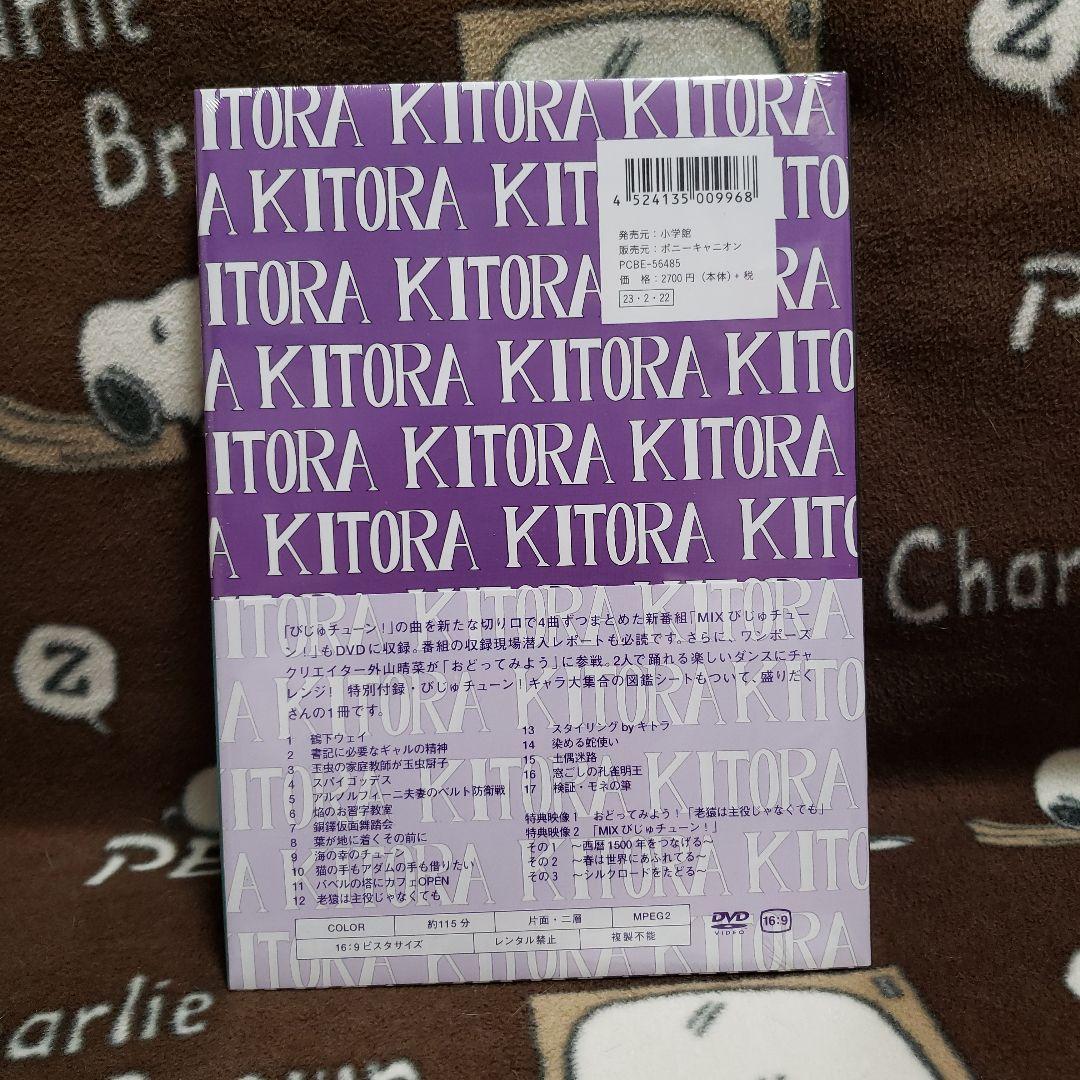 Charlie
Br
Z
ITORA KITORA KITORA
A KITORA KIT
ITO
ITORA KITORA
RA
A KITORA KITORA KITO
ITORA KITORA KITORA
A KITORA KITORA KIT
ITORA KITORA KITORA
4 524135 009968
発売元：小学館
販売元：ポニーキャニオン
PCBE-56485
価　格：2700円（本体）+税
23・2・22
「びじゅチューン！」の曲を新たな切り口で4曲ずつまとめた新番組「MIX びじゅチュー
ン！」もDVDに収録。番組の収録現場潜入レポートも必読です。さらに、ワンポーズ
クリエイター外山晴菜が「おどってみよう」に参戦。2人で踊れる楽しいダンスにチャ
レンジ！　特別付録・びじゅチューン！キャラ大集合の図鑑シートもついて、盛りだく
さんの1冊です。
1　鶴下ウェイ
2　書記に必要なギャルの精神
3　玉虫の家庭教師が玉虫厨子
4　スパイゴッデス
5　アルノルフィーニ夫妻のベルト防衛戦
6　焔のお習字教室
7　銅鐸仮面舞踏会
8　葉が地に着くその前に
9　海の幸のチューン
10　猫の手もアダムの手も借りたい
11　バベルの塔にカフェOPEN
12　老猿は主役じゃなくても
13　スタイリング by キトラ
14　染める蛇使い
15　土偶迷路
16　窓ごしの孔雀明王
17　検証・モネの筆
特典映像1　おどってみよう！「老猿は主役じゃなくても」
特典映像2　「MIX びじゅチューン！」
その1　～西暦1500年をつなげる～
その2　～春は世界にあふれてる～
その3　～シルクロードをたどる～
COLOR
約115分
片面・二層
MPEG2
16:9 ビスタサイズ
レンタル禁止
複製不能
DVD
VIDEO
16:9
ITORA KITORA KITORA
Char
Z
PE
Charlie